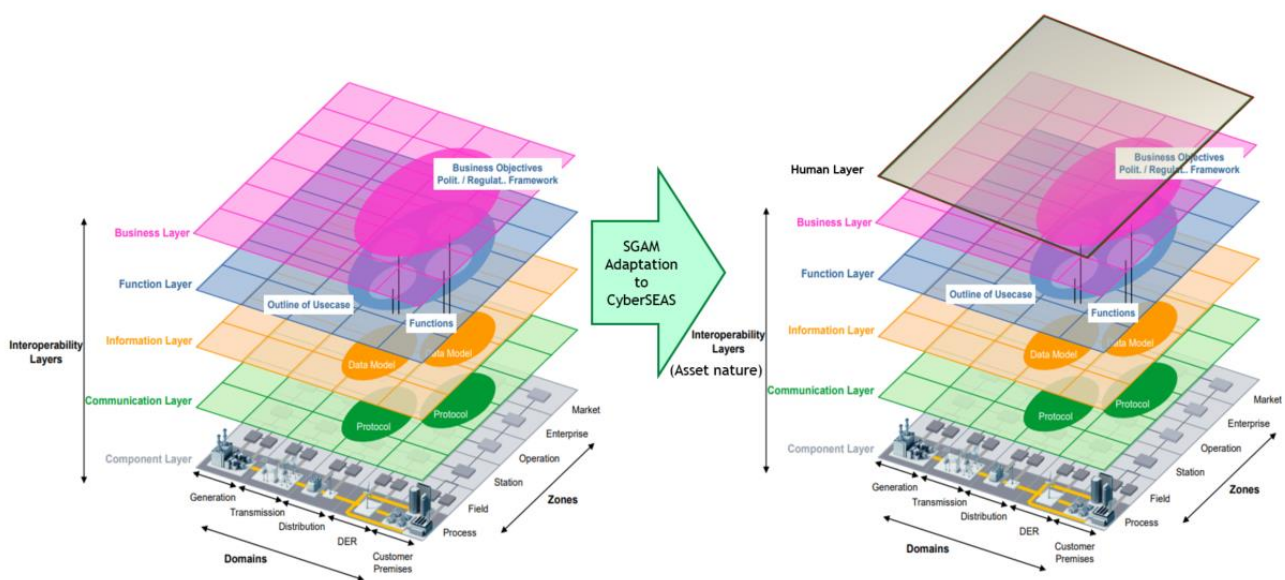 Business Objectives
Polit. / Regulat.. Framework
Business Layer
Function Layer
Outline of Usecase
Functions
Information Layer
Interoperability
Layers
Data Model
Data Model
Communication Layer
Protocol
Protocol
Component Layer
Market
Enterprise
Operation
Station
Field
Process
Zones
Generation
Transmission
Distribution
DER
Customer
Premises
Domains
SGAM
Adaptation
to
CyberSEAS
Human Layer
Business Objectives
Polit. / Regulat.. Framework
Business Layer
Function Layer
Outline of Usecase
Functions
Information Layer
Interoperability
Layers
(Asset nature)
Data Model
Data Model
Communication Layer
Protocol
Protocol
Component Layer
Market
Enterprise
Operation
Station
Field
Process
Zones
Generation
Transmission
Distribution
DER
Customer
Premises
Domains